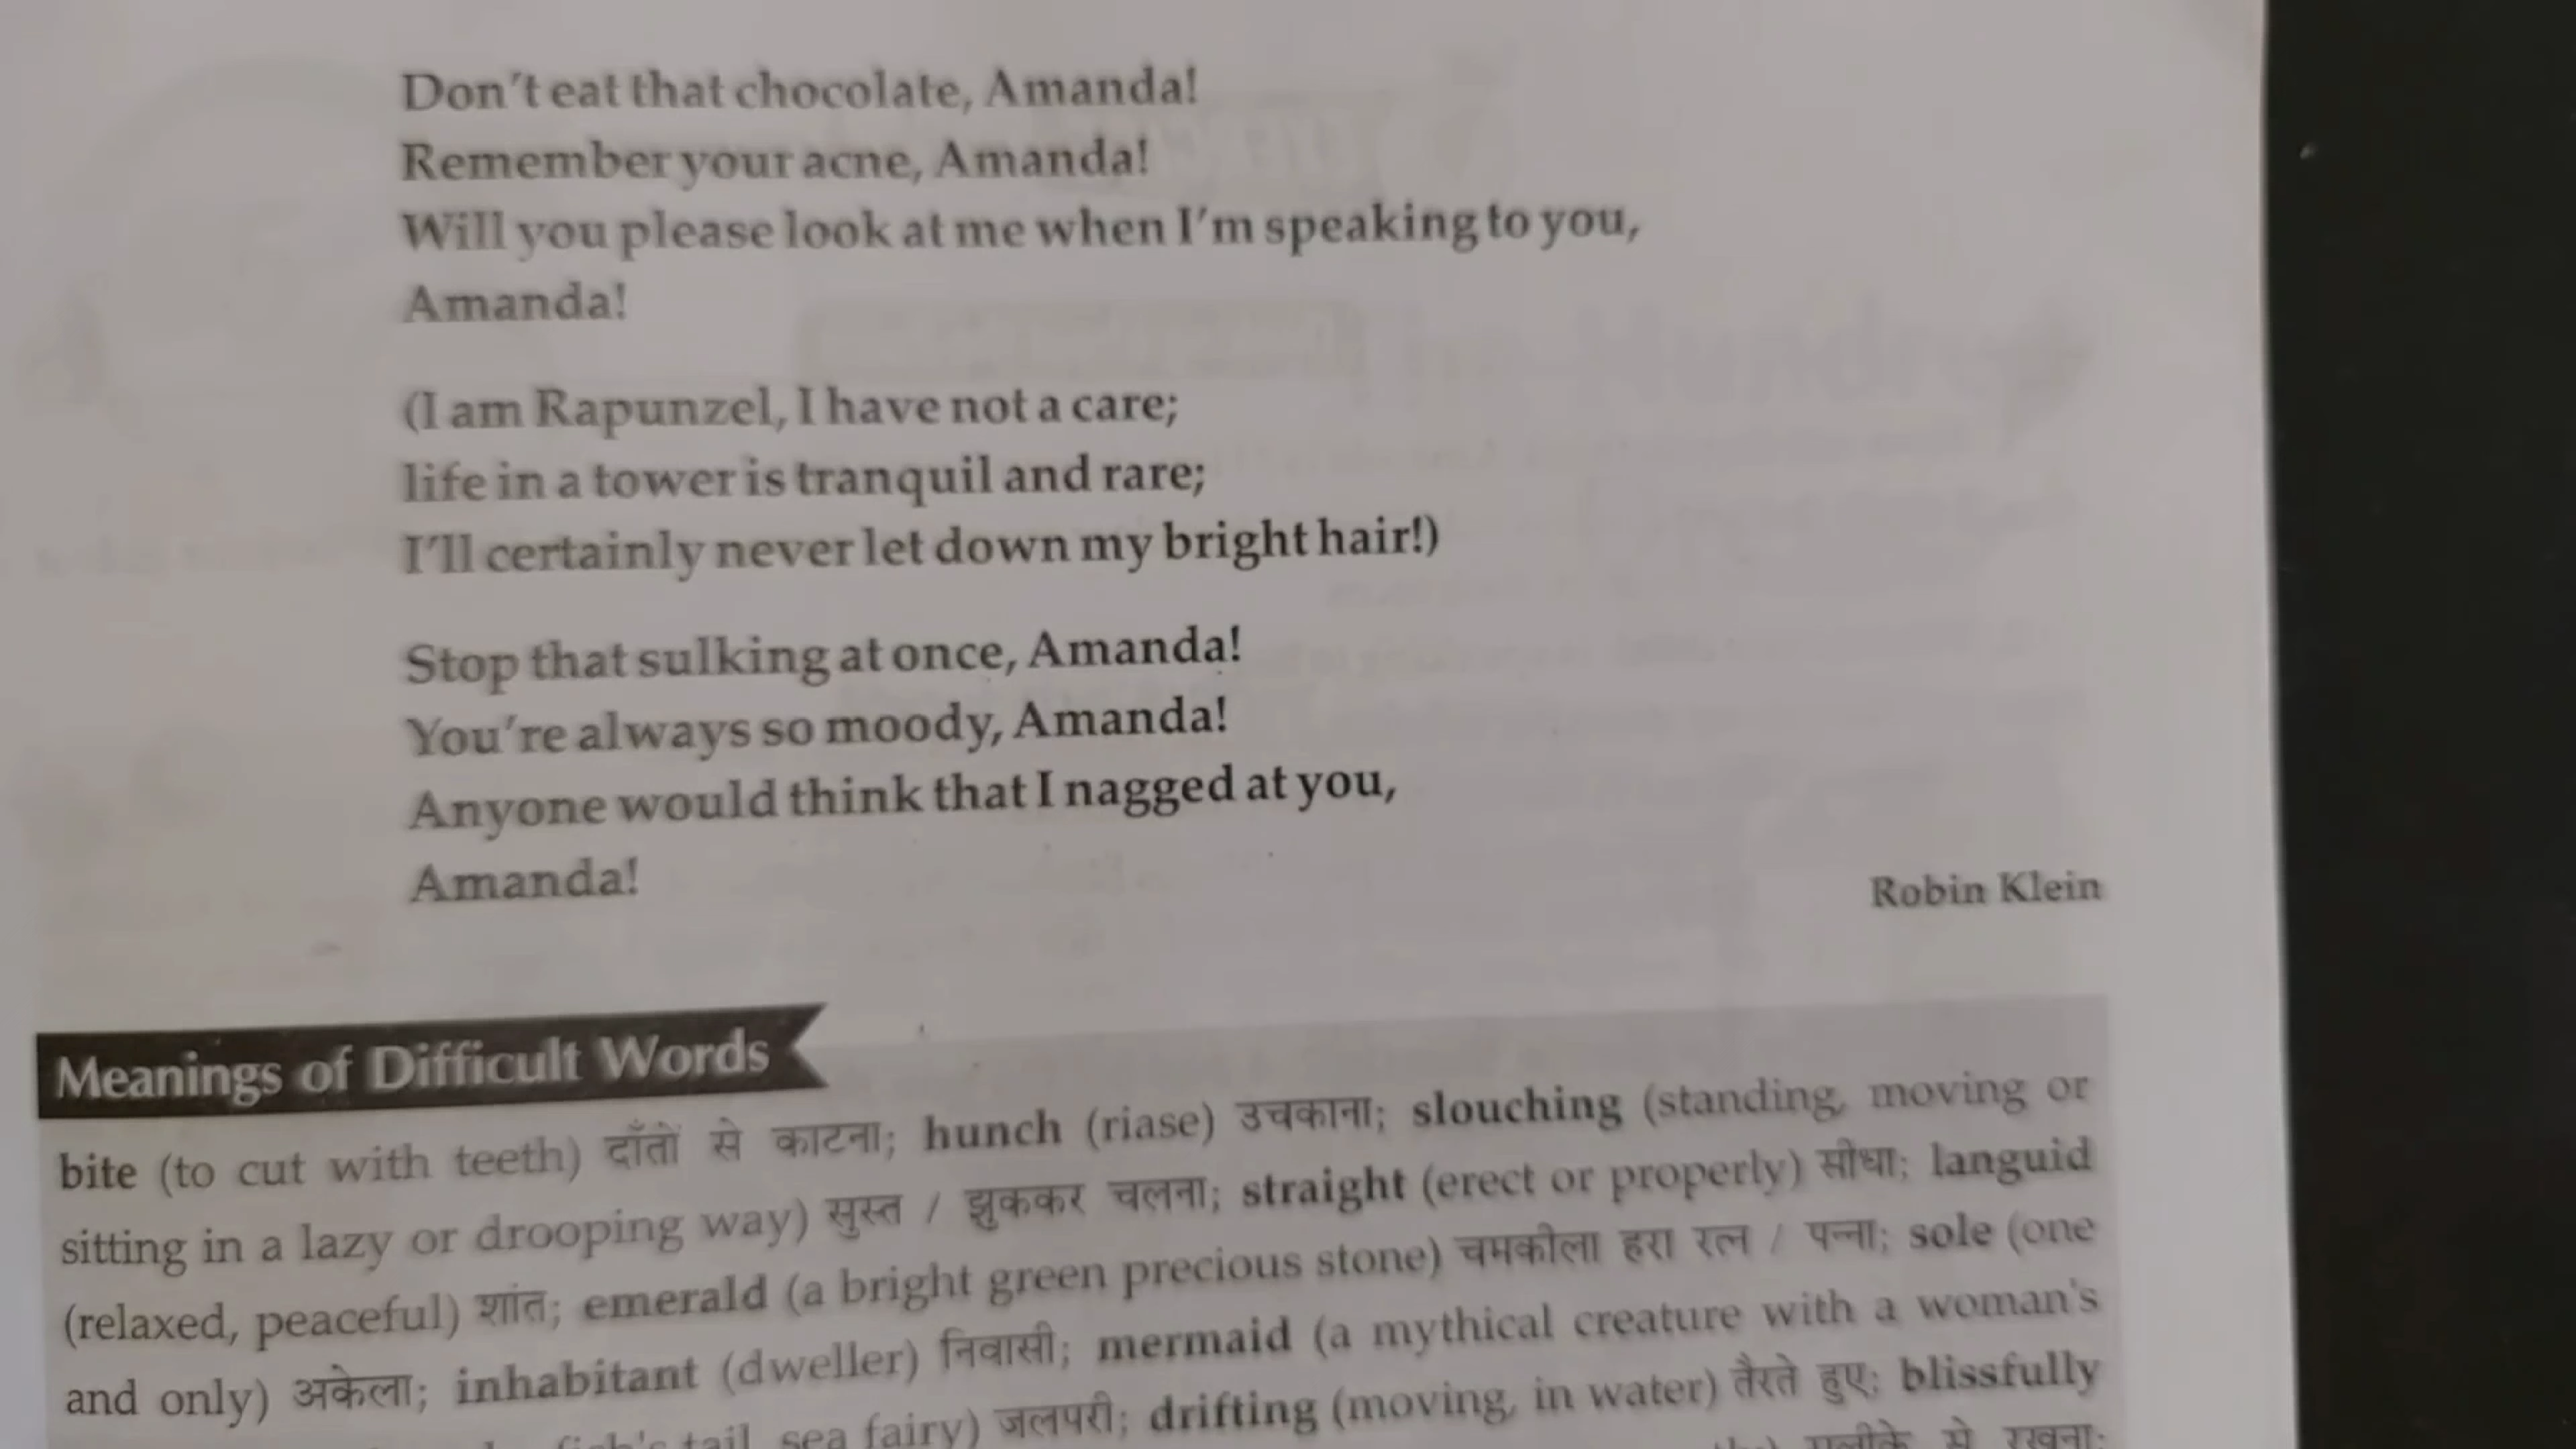 Don't eat that chocolate, Amanda!
Remember your acne, Amanda!
Will you please look at me when I'm speaking to you,
Amanda!
(I am Rapunzel, I have not a care;
life in a tower is tranquil and rare;
I'll certainly never let down my bright hair!)
Stop that sulking at once, Amanda!
You're always so moody, Amanda!
Anyone would think that I nagged at you,
Amanda!
Robin Klein
Meanings of Difficult Words
bite (to cut with teeth) दाँतों से काटना; hunch (riase) उचकाना; slouching (standing, moving or
sitting in a lazy or drooping way) सुस्त / झुककर चलना; straight (erect or properly) सीधा; languid
(relaxed, peaceful) शांत; emerald (a bright green precious stone) चमकीला हरा रत्न / पन्ना; sole (one
and only) अकेला; inhabitant (dweller) निवासी; mermaid (a mythical creature with a woman's
fish's tail, sea fairy) जलपरी; drifting (moving, in water) तैरते हुए; blissfully
से रखना;